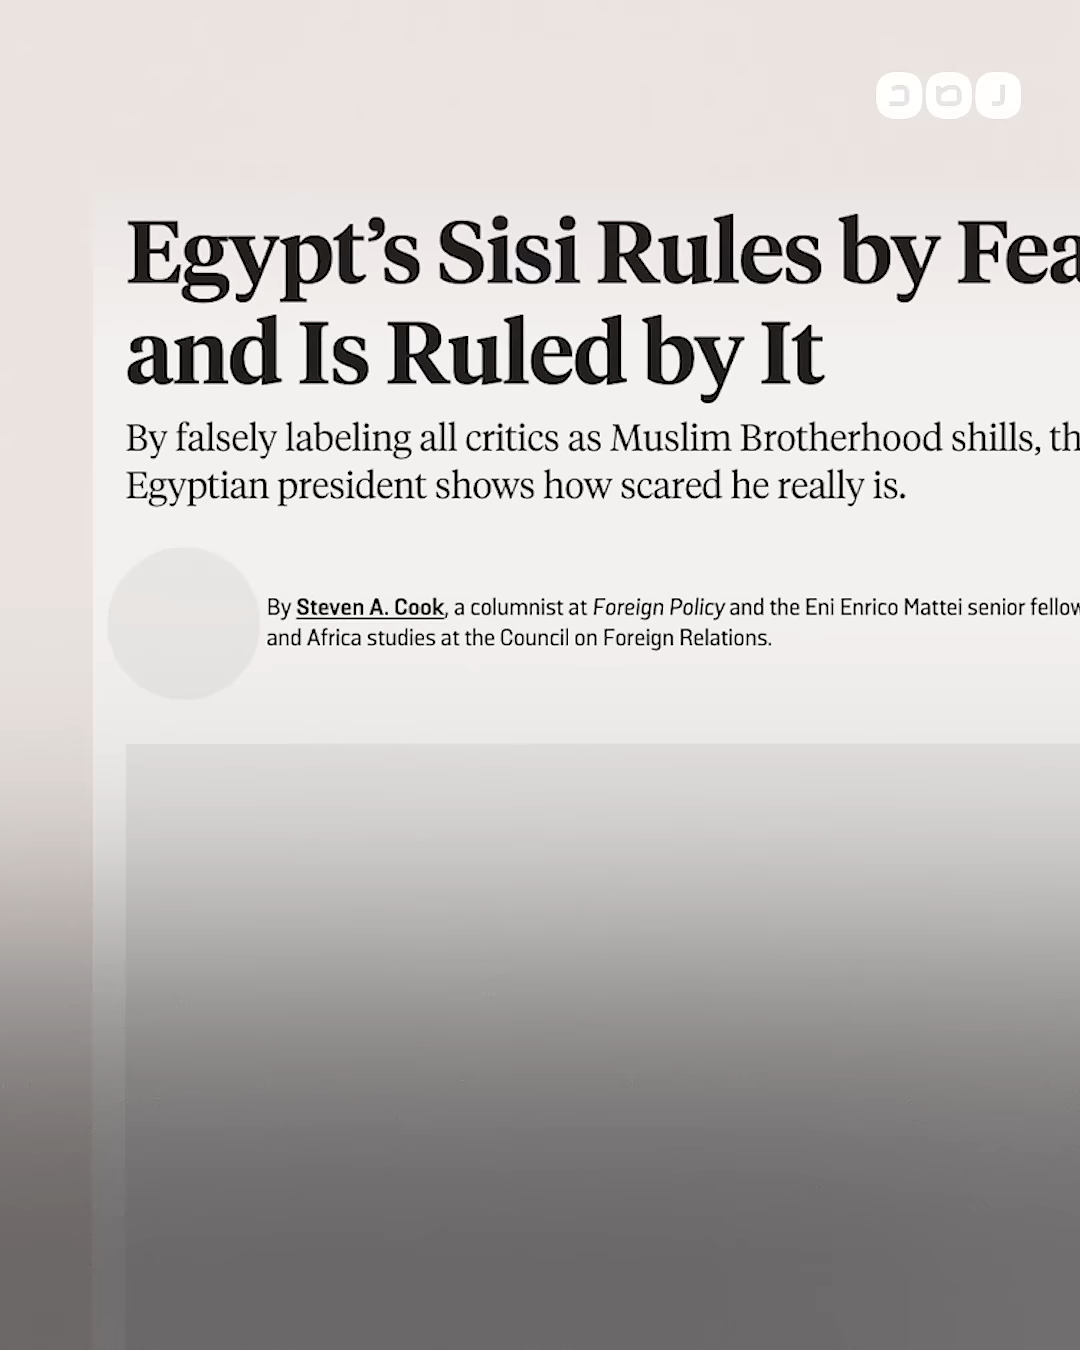 Egypt’s Sisi Rules by Fea
and Is Ruled by It
By falsely labeling all critics as Muslim Brotherhood shills, th
Egyptian president shows how scared he really is.
By Steven A. Cook, a columnist at Foreign Policy and the Eni Enrico Mattei senior fellow
and Africa studies at the Council on Foreign Relations.